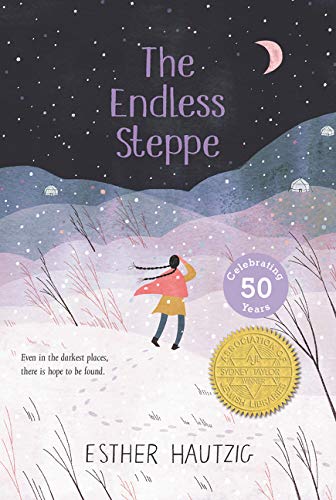 The
Endless
Steppe
Celebrating
50
Years
ASSOCIATION OF
AJL
SYDNEY TAYLOR
WINNER
JEWISH LIBRARIES
Even in the darkest places,
there is hope to be found.
ESTHER HAUTZIG